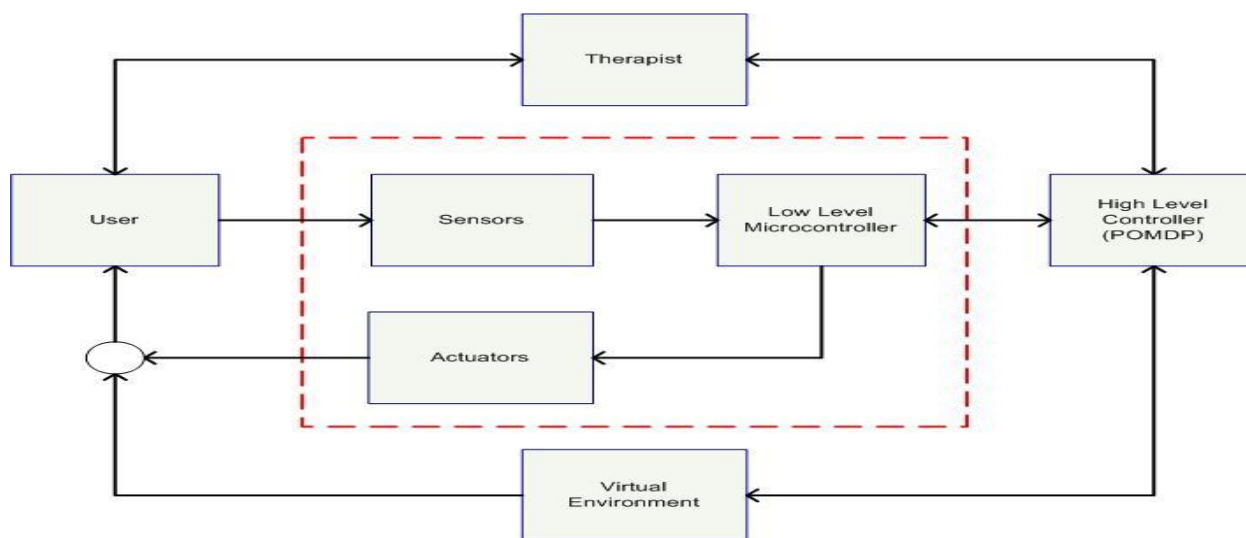 Therapist
User
Sensors
Low Level
Microcontroller
High Level
Controller
(POMDP)
Actuators
Virtual
Environment